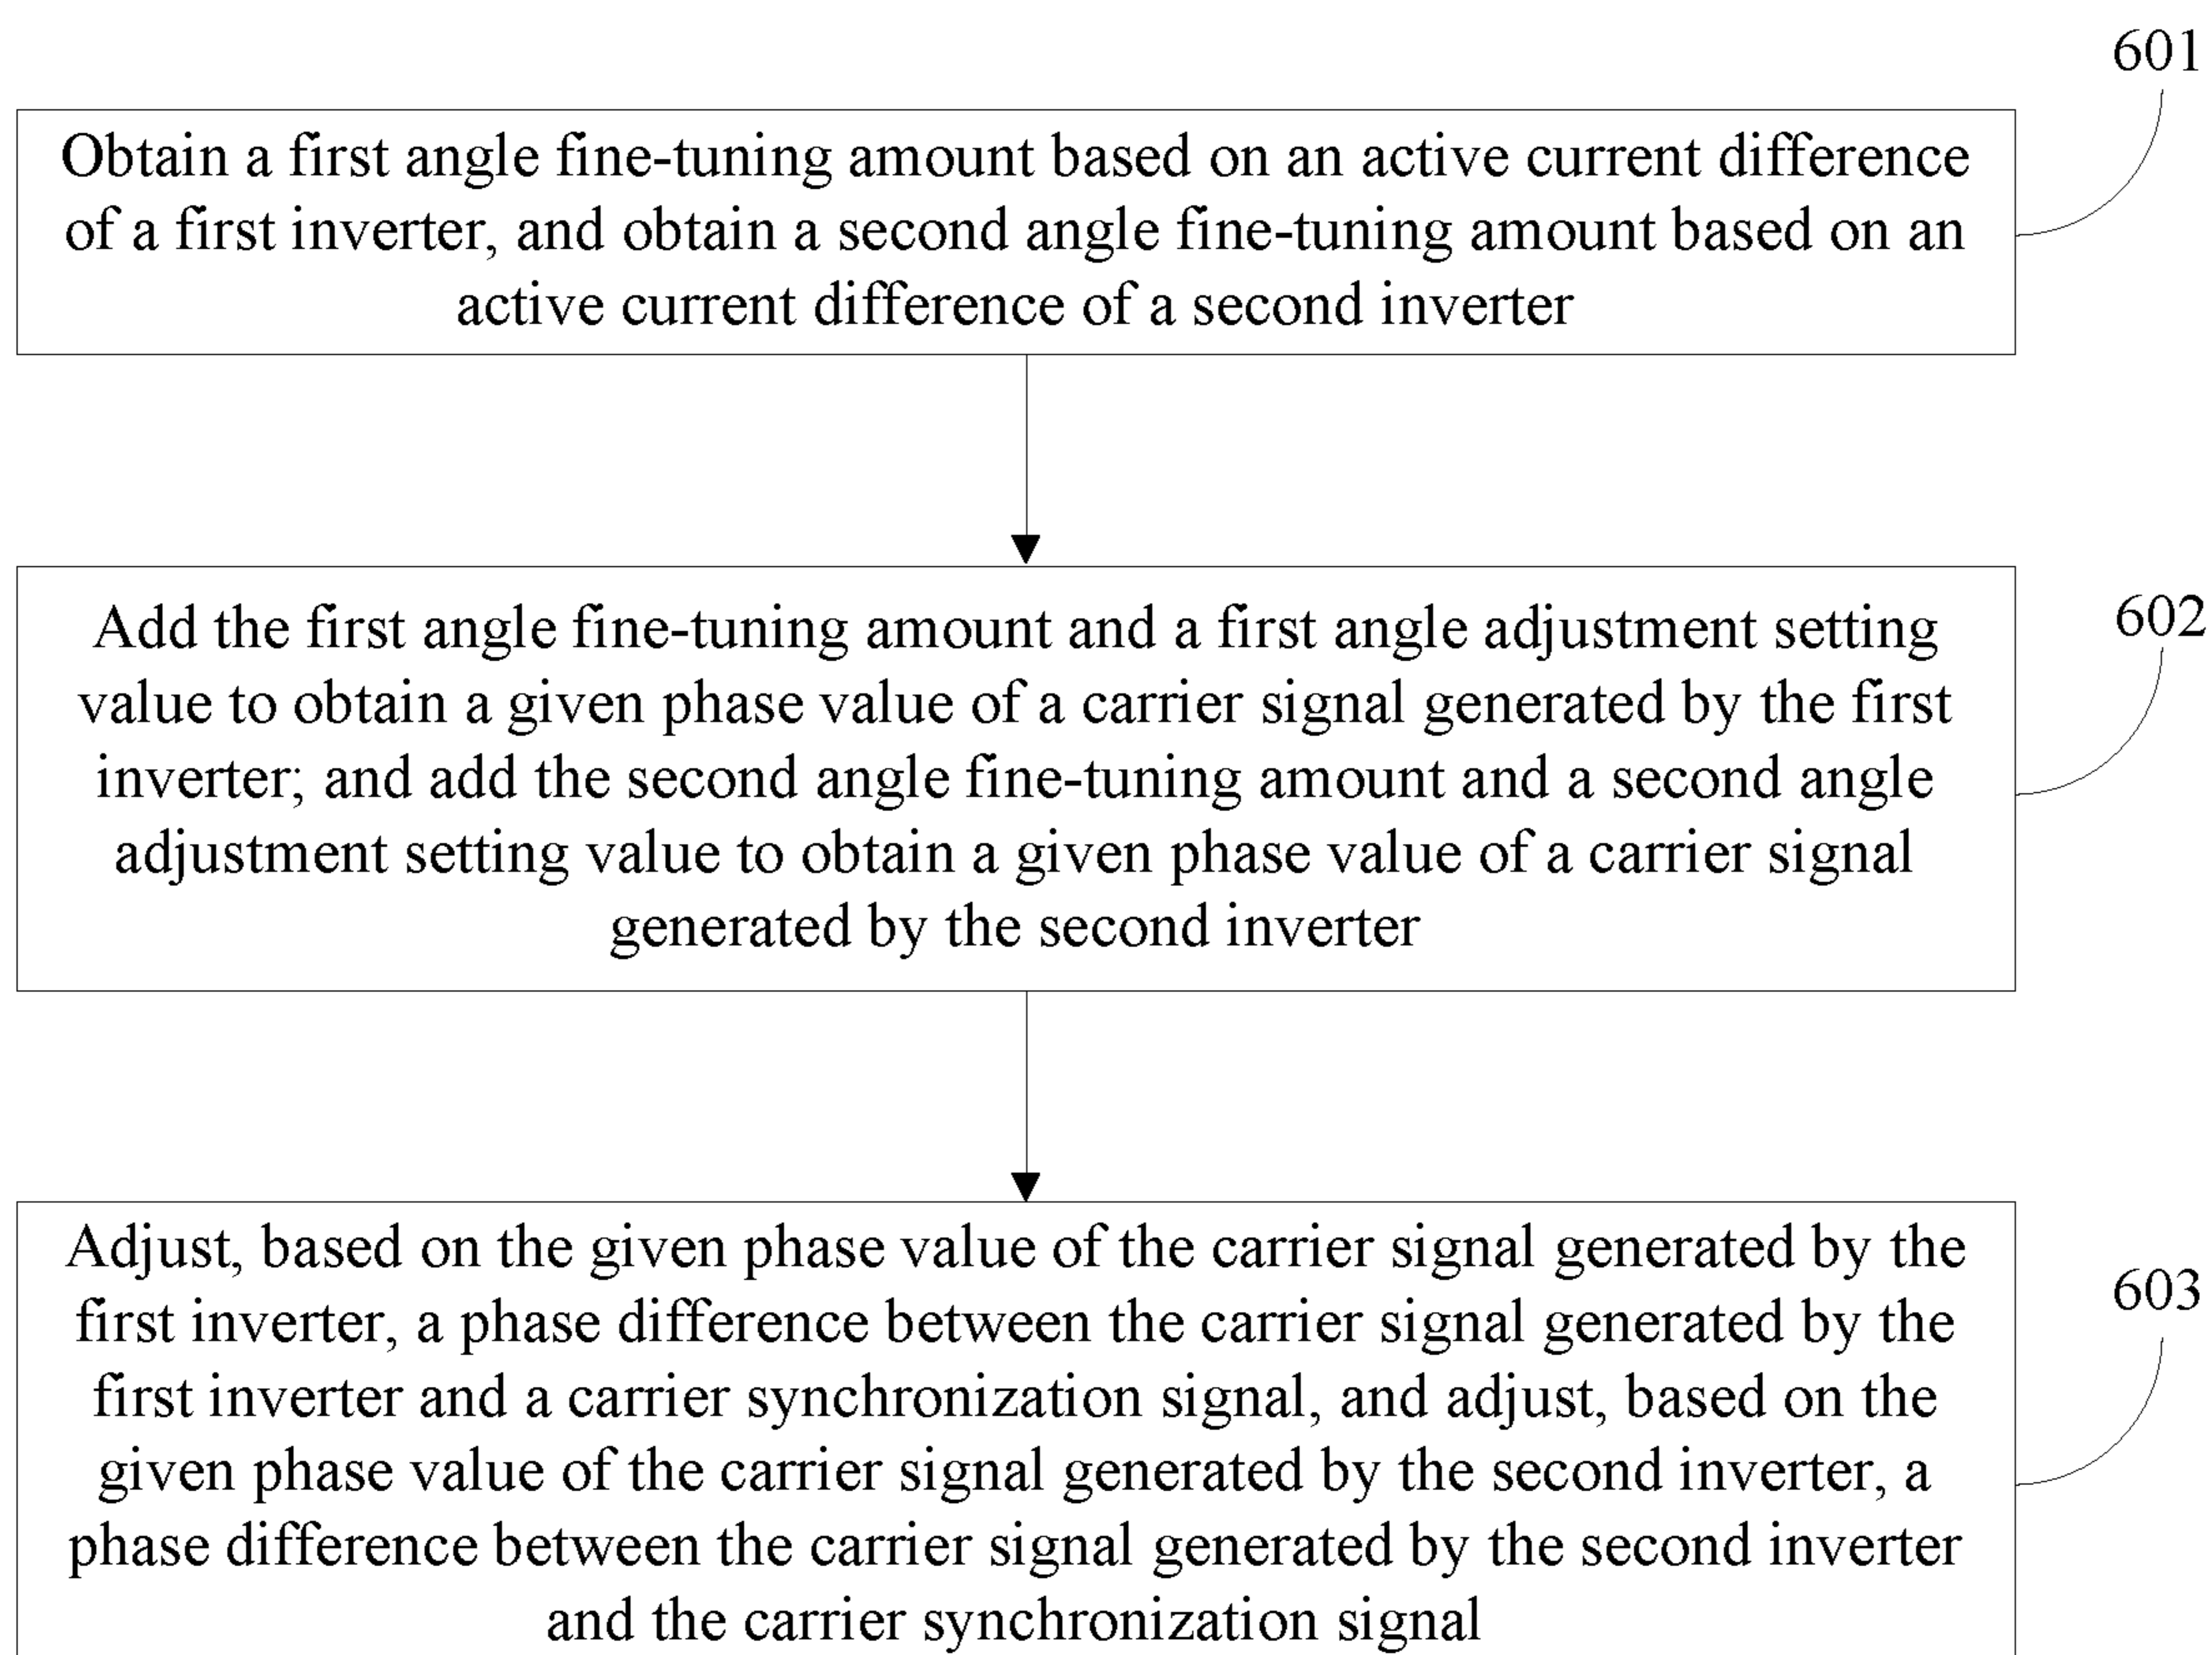 601
Obtain a first angle fine-tuning amount based on an active current difference
of a first inverter, and obtain a second angle fine-tuning amount based on an
active current difference of a second inverter
602
Add the first angle fine-tuning amount and a first angle adjustment setting
value to obtain a given phase value of a carrier signal generated by the first
inverter; and add the second angle fine-tuning amount and a second angle
adjustment setting value to obtain a given phase value of a carrier signal
generated by the second inverter
603
Adjust, based on the given phase value of the carrier signal generated by the
first inverter, a phase difference between the carrier signal generated by the
first inverter and a carrier synchronization signal, and adjust, based on the
given phase value of the carrier signal generated by the second inverter, a
phase difference between the carrier signal generated by the second inverter
and the carrier synchronization signal